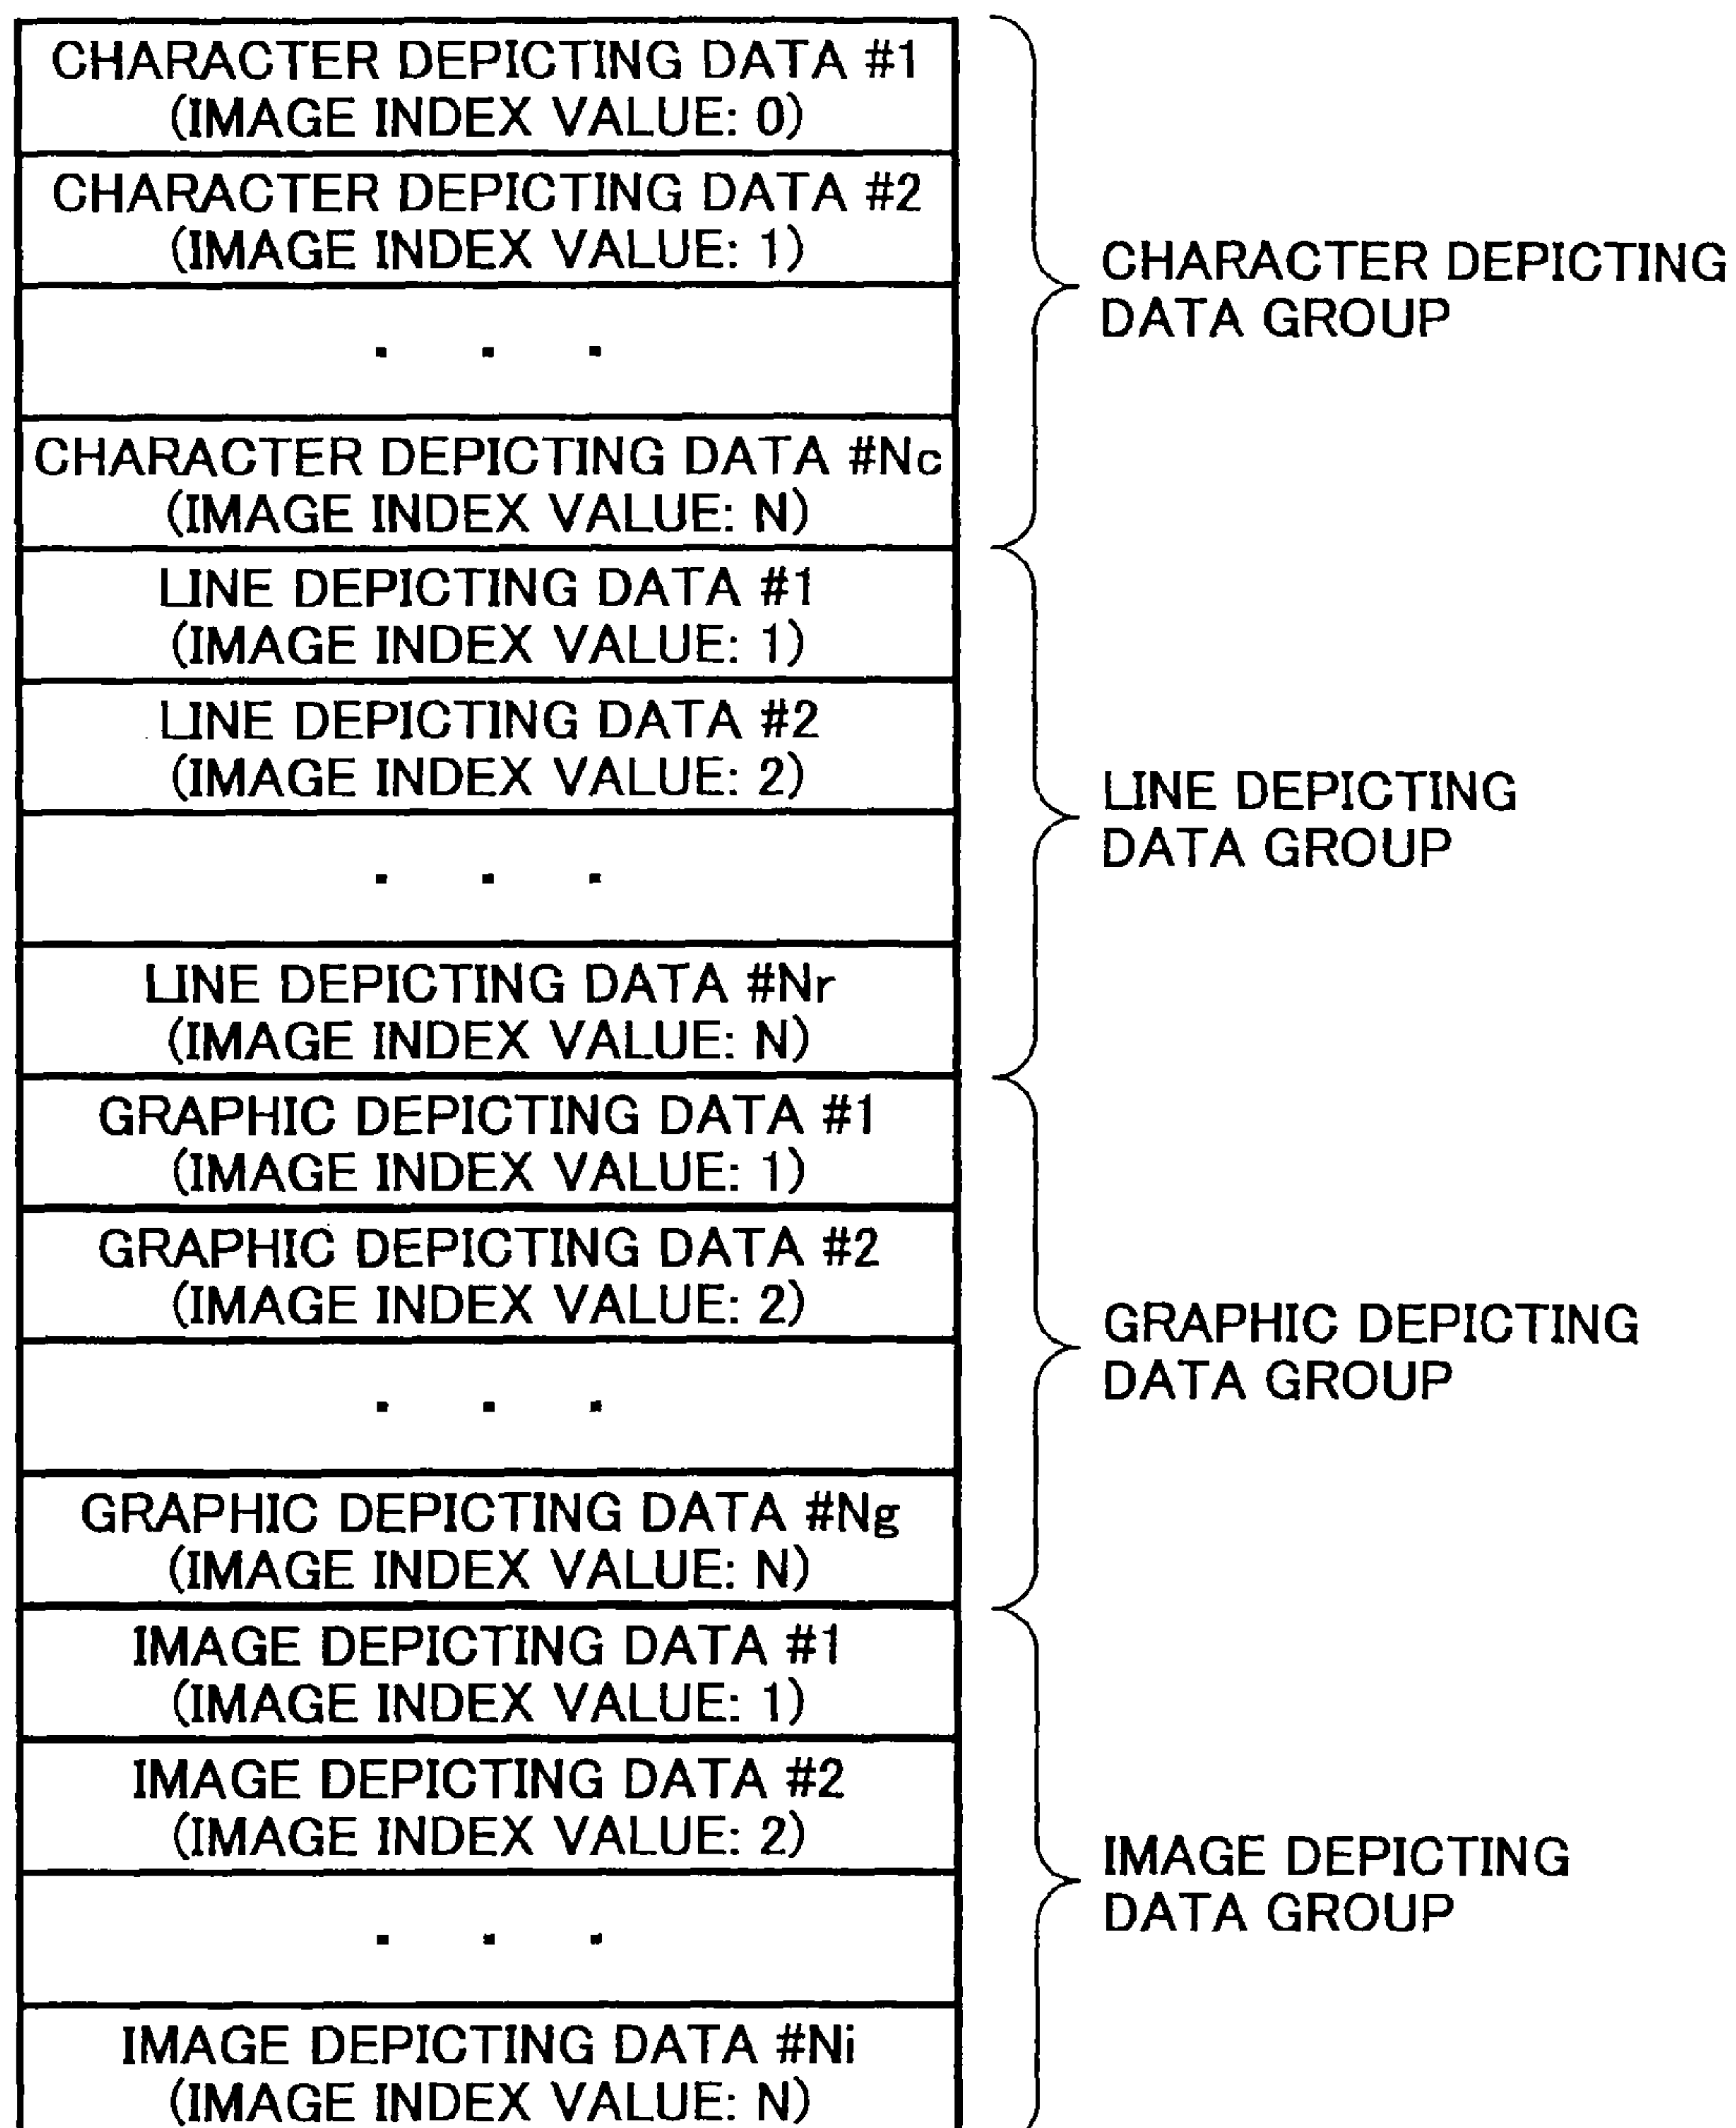 CHARACTER DEPICTING DATA #1
(IMAGE INDEX VALUE: 0)
CHARACTER DEPICTING DATA #2
(IMAGE INDEX VALUE: 1)
. . .
CHARACTER DEPICTING DATA #Nc
(IMAGE INDEX VALUE: N)
CHARACTER DEPICTING
DATA GROUP
LINE DEPICTING DATA #1
(IMAGE INDEX VALUE: 1)
LINE DEPICTING DATA #2
(IMAGE INDEX VALUE: 2)
. . .
LINE DEPICTING DATA #Nr
(IMAGE INDEX VALUE: N)
LINE DEPICTING
DATA GROUP
GRAPHIC DEPICTING DATA #1
(IMAGE INDEX VALUE: 1)
GRAPHIC DEPICTING DATA #2
(IMAGE INDEX VALUE: 2)
. . .
GRAPHIC DEPICTING DATA #Ng
(IMAGE INDEX VALUE: N)
GRAPHIC DEPICTING
DATA GROUP
IMAGE DEPICTING DATA #1
(IMAGE INDEX VALUE: 1)
IMAGE DEPICTING DATA #2
(IMAGE INDEX VALUE: 2)
. . .
IMAGE DEPICTING DATA #Ni
(IMAGE INDEX VALUE: N)
IMAGE DEPICTING
DATA GROUP